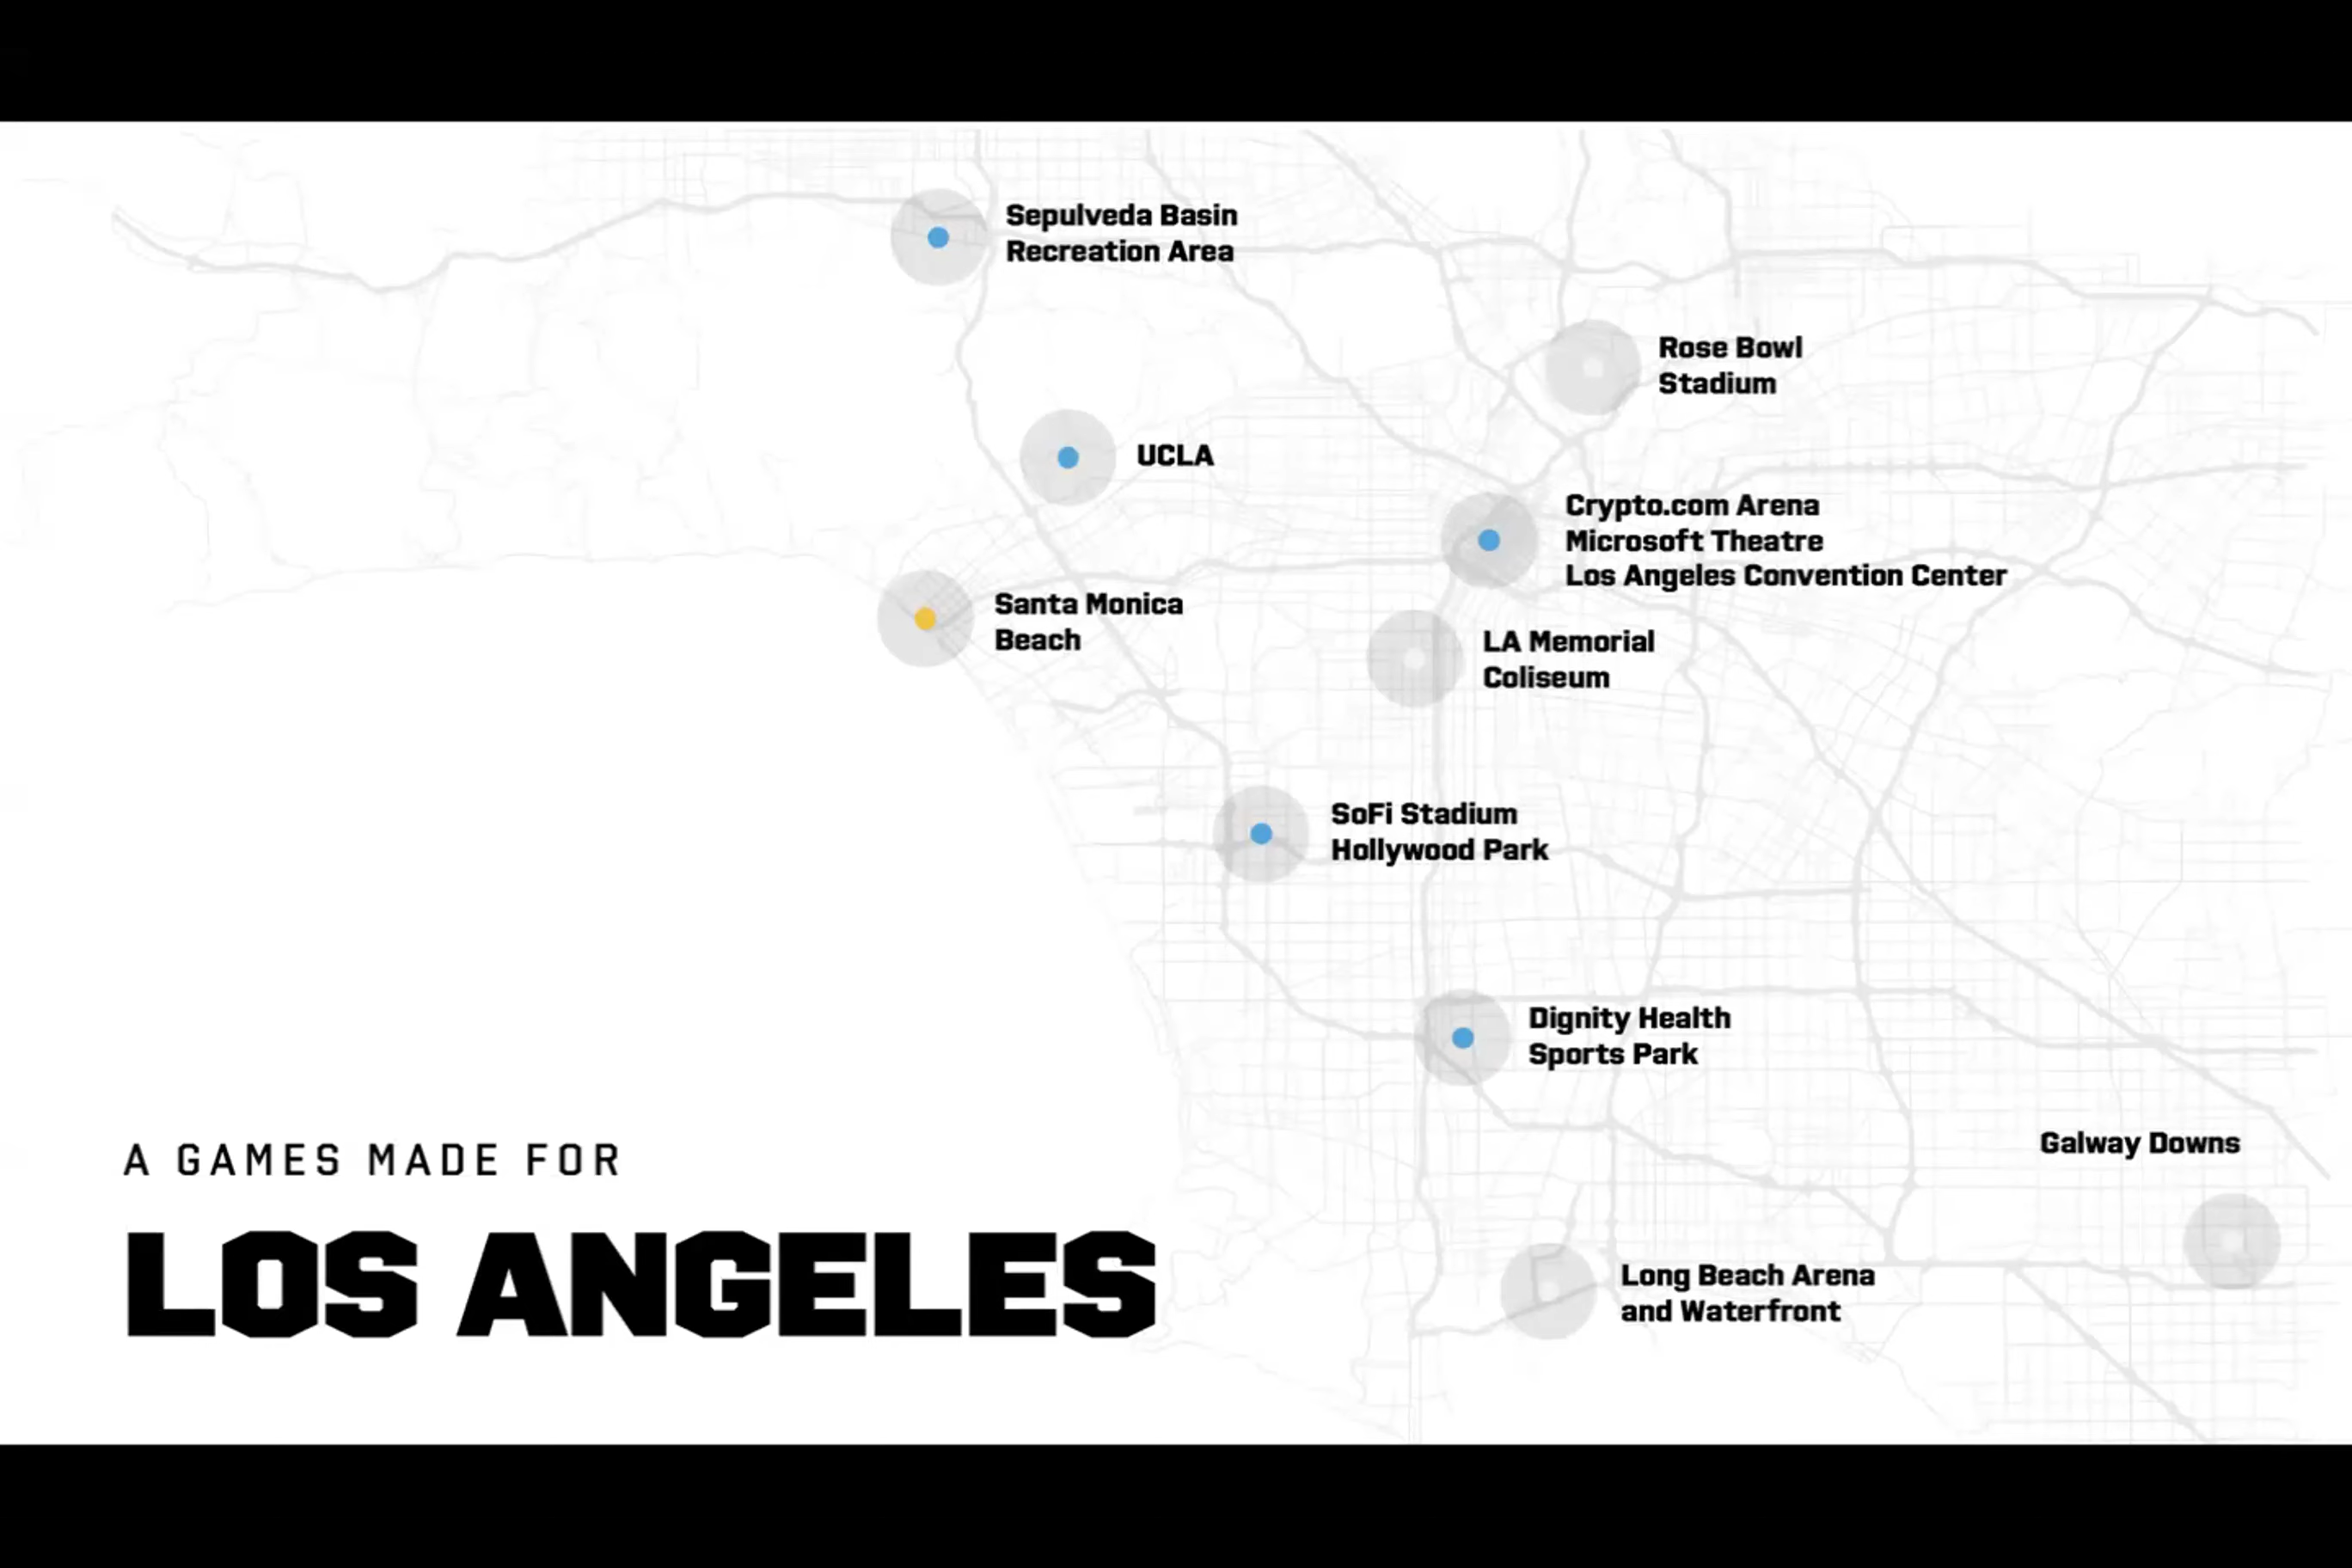 Sepulveda Basin
Recreation Area
Rose Bowl
Stadium
UCLA
Crypto.com Arena
Microsoft Theatre
Los Angeles Convention Center
Santa Monica
Beach
LA Memorial
Coliseum
SoFi Stadium
Hollywood Park
Dignity Health
Sports Park
Galway Downs
Long Beach Arena
and Waterfront
A GAMES MADE FOR
LOS ANGELES